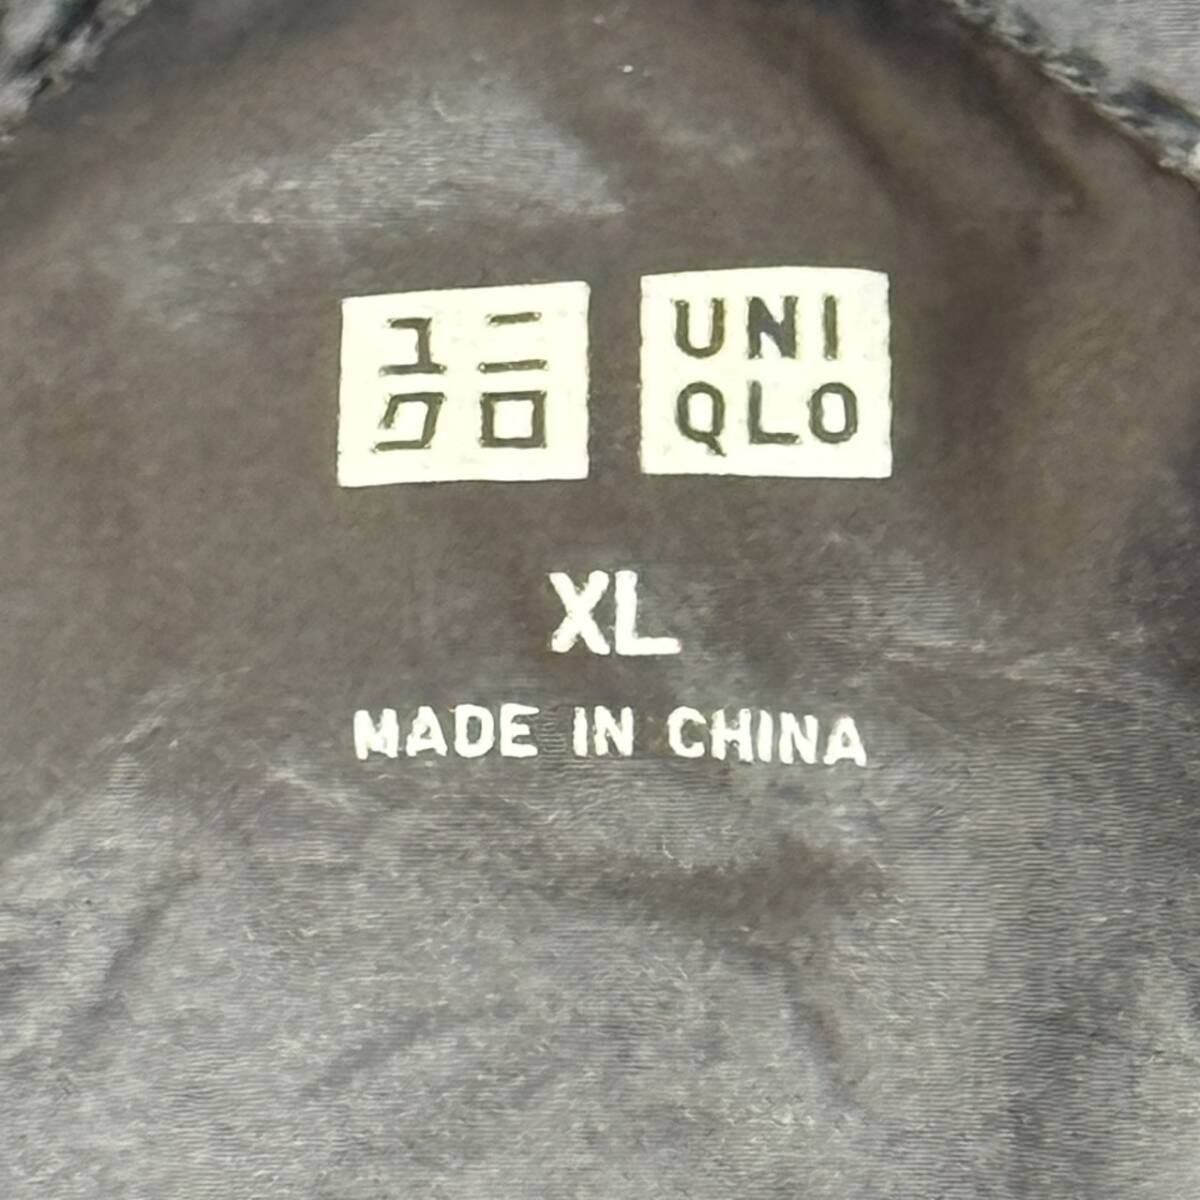 ユニ
クロ
UNI
QLO
XL
MADE IN CHINA